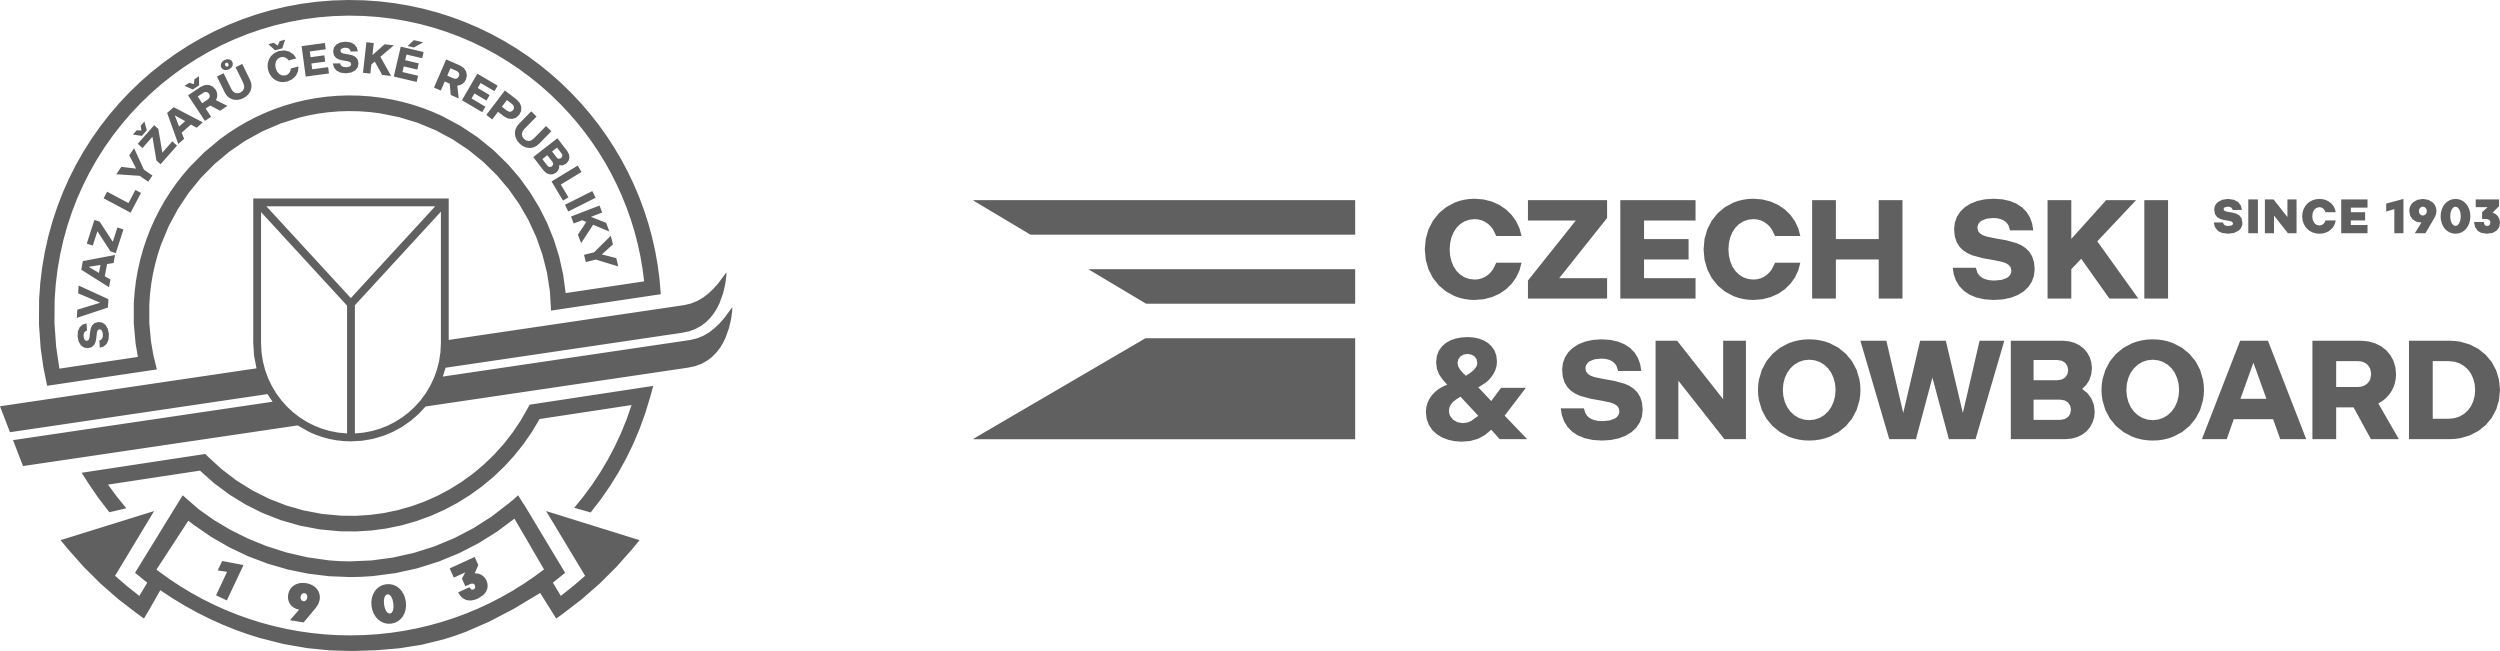 SVAZ LYŽAŘŮ ČESKÉ REPUBLIKY
1903
CZECH SKI SINCE 1903
& SNOWBOARD